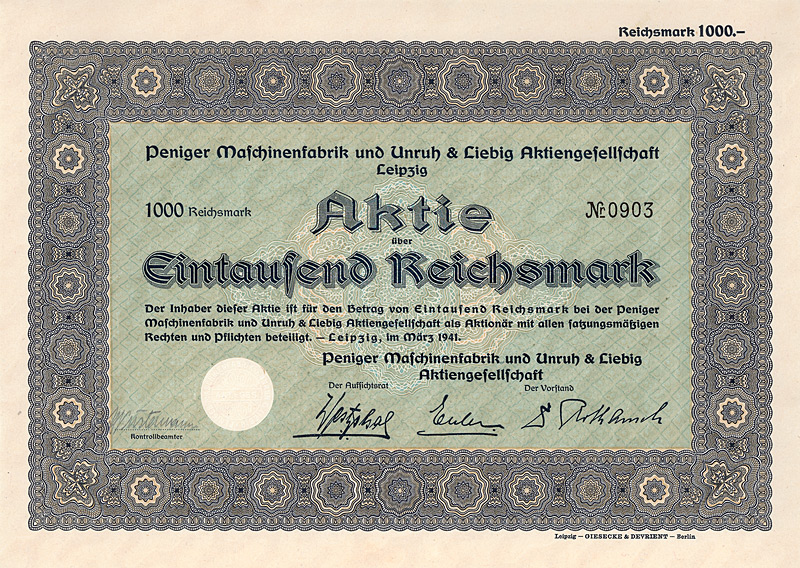 Reichsmark 1000.–
Peniger Maſchinenfabrik und Unruh & Liebig Aktiengeſellſchaft
Leipzig
1000 Reichsmark
Aktie
№ 0903
über
Eintauſend Reichsmark
Der Inhaber dieſer Aktie iſt für den Betrag von Eintauſend Reichsmark bei der Peniger
Maſchinenfabrik und Unruh & Liebig Aktiengeſellſchaft als Aktionär mit allen ſatzungsmäßigen
Rechten und Pflichten beteiligt. – Leipzig, im März 1941.
Peniger Maſchinenfabrik und Unruh & Liebig
Aktiengeſellſchaft
Der Aufſichtsrat
Der Vorſtand
Westphal
Euler
Kontrollbeamter
Leipzig – GIESECKE & DEVRIENT – Berlin